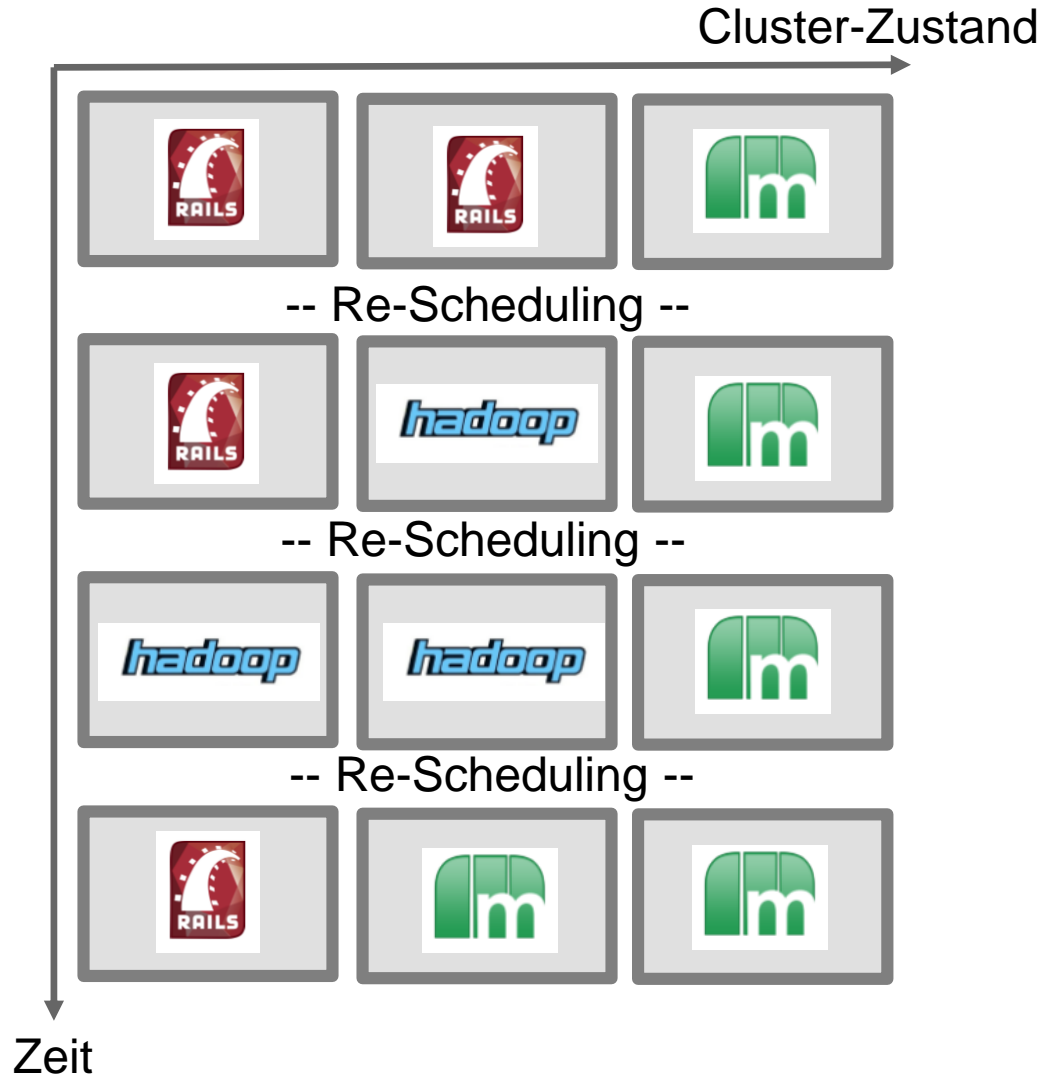 Cluster-Zustand
RAILS
RAILS
m
-- Re-Scheduling --
RAILS
hadoop
m
-- Re-Scheduling --
hadoop
hadoop
m
-- Re-Scheduling --
RAILS
m
m
Zeit